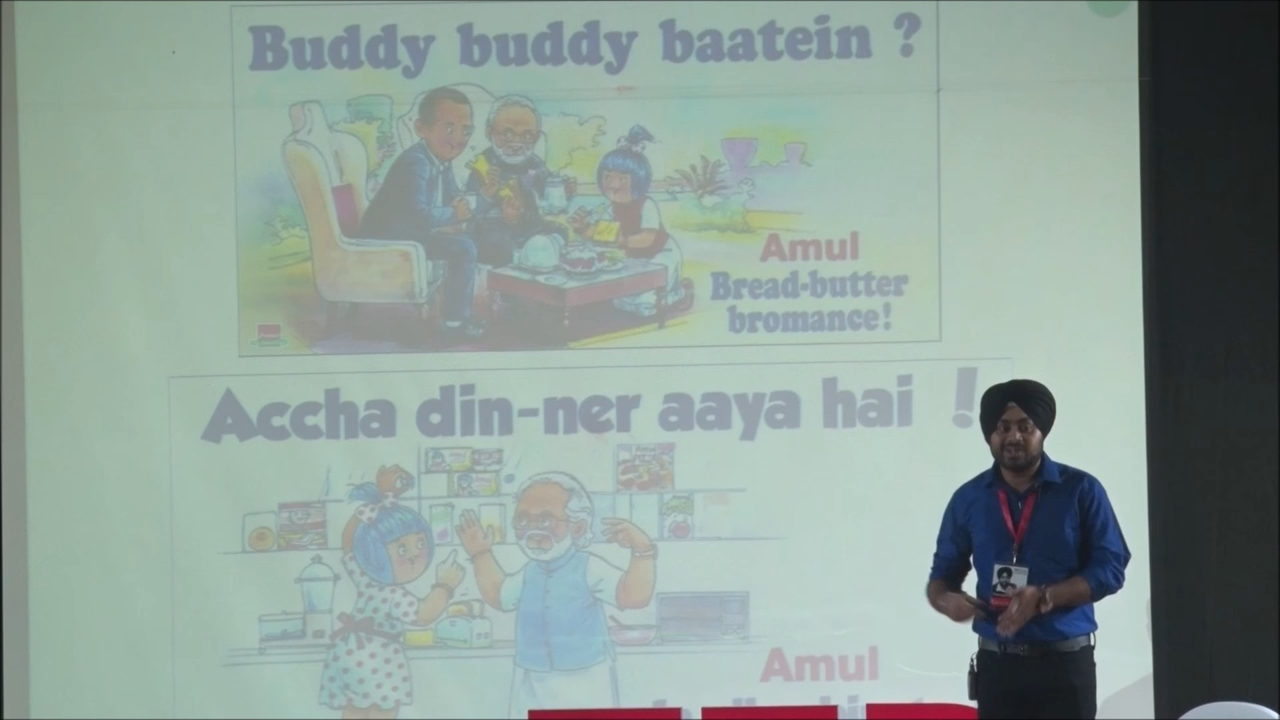 Buddy buddy baatein ?
Amul
Bread-butter
bromance!
Accha din-ner aaya hai !
Amul